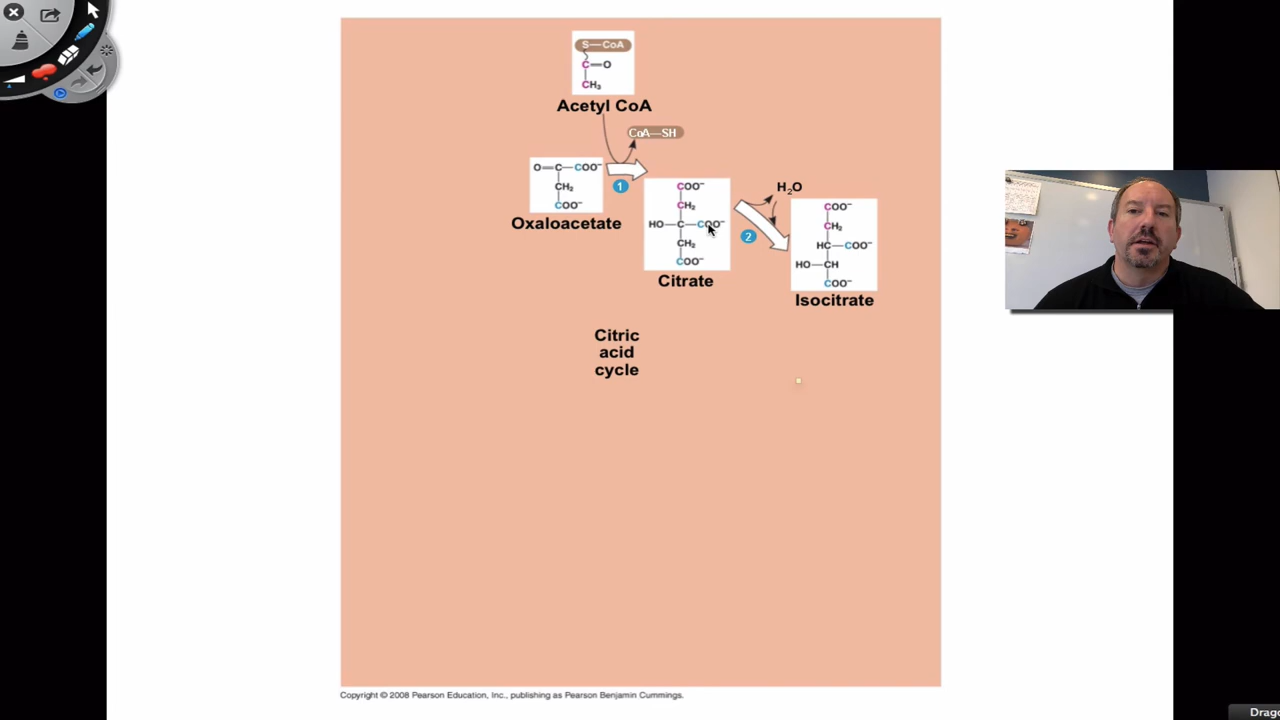 S—CoA
C—O
CH₃
Acetyl CoA
CoA—SH
O=C—COO⁻
CH₂
COO⁻
Oxaloacetate
1
COO⁻
CH₂
HO—C—COO⁻
CH₂
COO⁻
Citrate
H₂O
2
COO⁻
CH₂
HC—COO⁻
HO—CH
COO⁻
Isocitrate
Citric
acid
cycle
Copyright © 2008 Pearson Education, Inc., publishing as Pearson Benjamin Cummings.